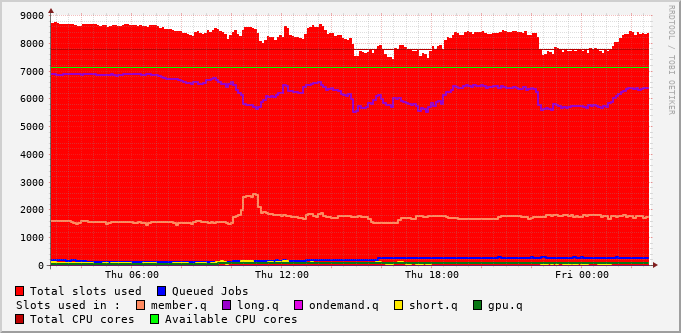 9000
8000
7000
6000
5000
4000
3000
2000
1000
0
Thu 06:00 Thu 12:00 Thu 18:00 Fri 00:00
RRDTOOL / TOBI OETIKER
Total slots used Queued Jobs
Slots used in : member.q long.q ondemand.q short.q gpu.q
Total CPU cores Available CPU cores